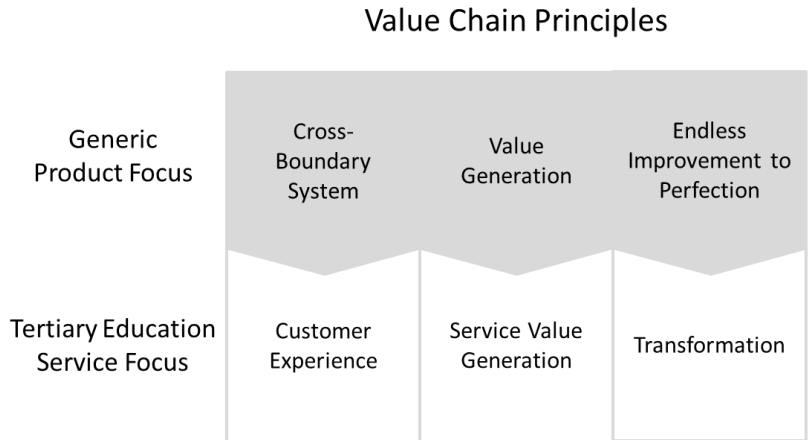 Value Chain Principles
Generic
Product Focus
Cross-
Boundary
System
Value
Generation
Endless
Improvement to
Perfection
Tertiary Education
Service Focus
Customer
Experience
Service Value
Generation
Transformation